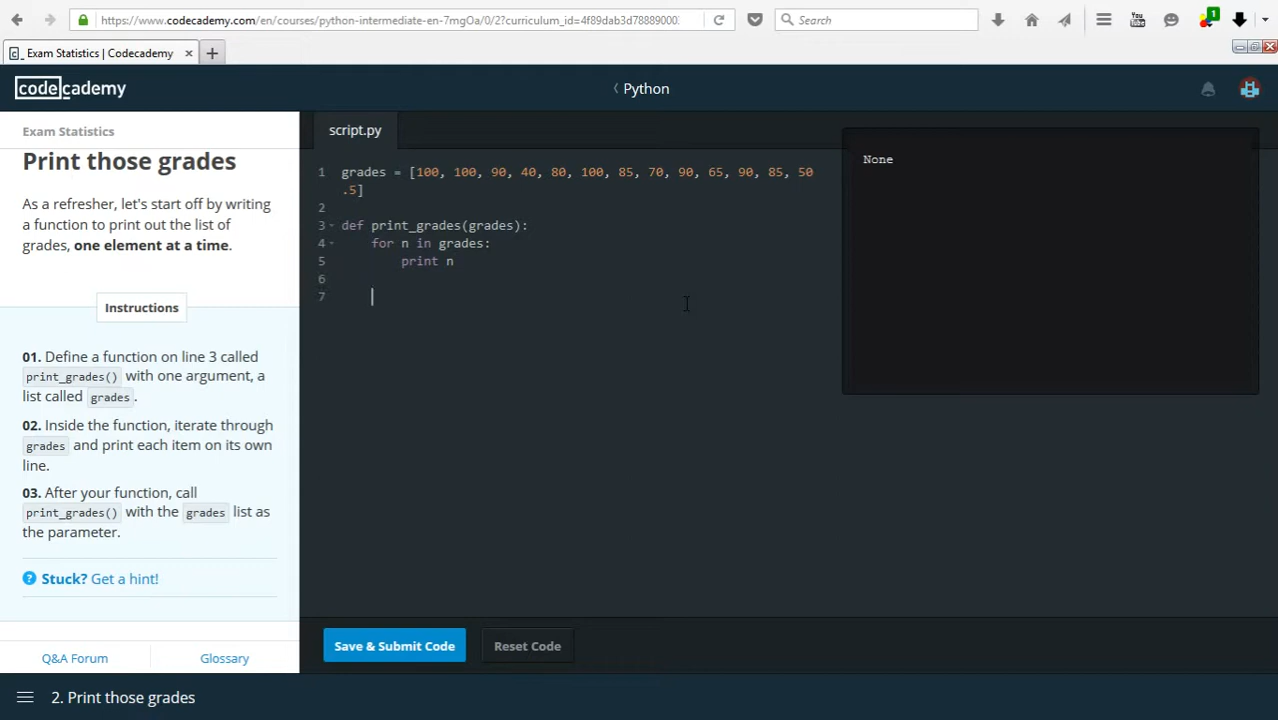 https://www.codecademy.com/en/courses/python-intermediate-en-7mgOa/0/2?curriculum_id=4f89dab3d788890003
Search
You
Tube
1
Exam Statistics | Codecademy
codecademy
Python
Exam Statistics
Print those grades
As a refresher, let's start off by writing
a function to print out the list of
grades, one element at a time.
Instructions
01. Define a function on line 3 called
print_grades() with one argument, a
list called grades.
02. Inside the function, iterate through
grades and print each item on its own
line.
03. After your function, call
print_grades() with the grades list as
the parameter.
? Stuck? Get a hint!
Q&A Forum
Glossary
script.py
1 grades = [100, 100, 90, 40, 80, 100, 85, 70, 90, 65, 90, 85, 50
.5]
2
3 def print_grades(grades):
4 for n in grades:
5 print n
6
7
None
Save & Submit Code
Reset Code
2. Print those grades